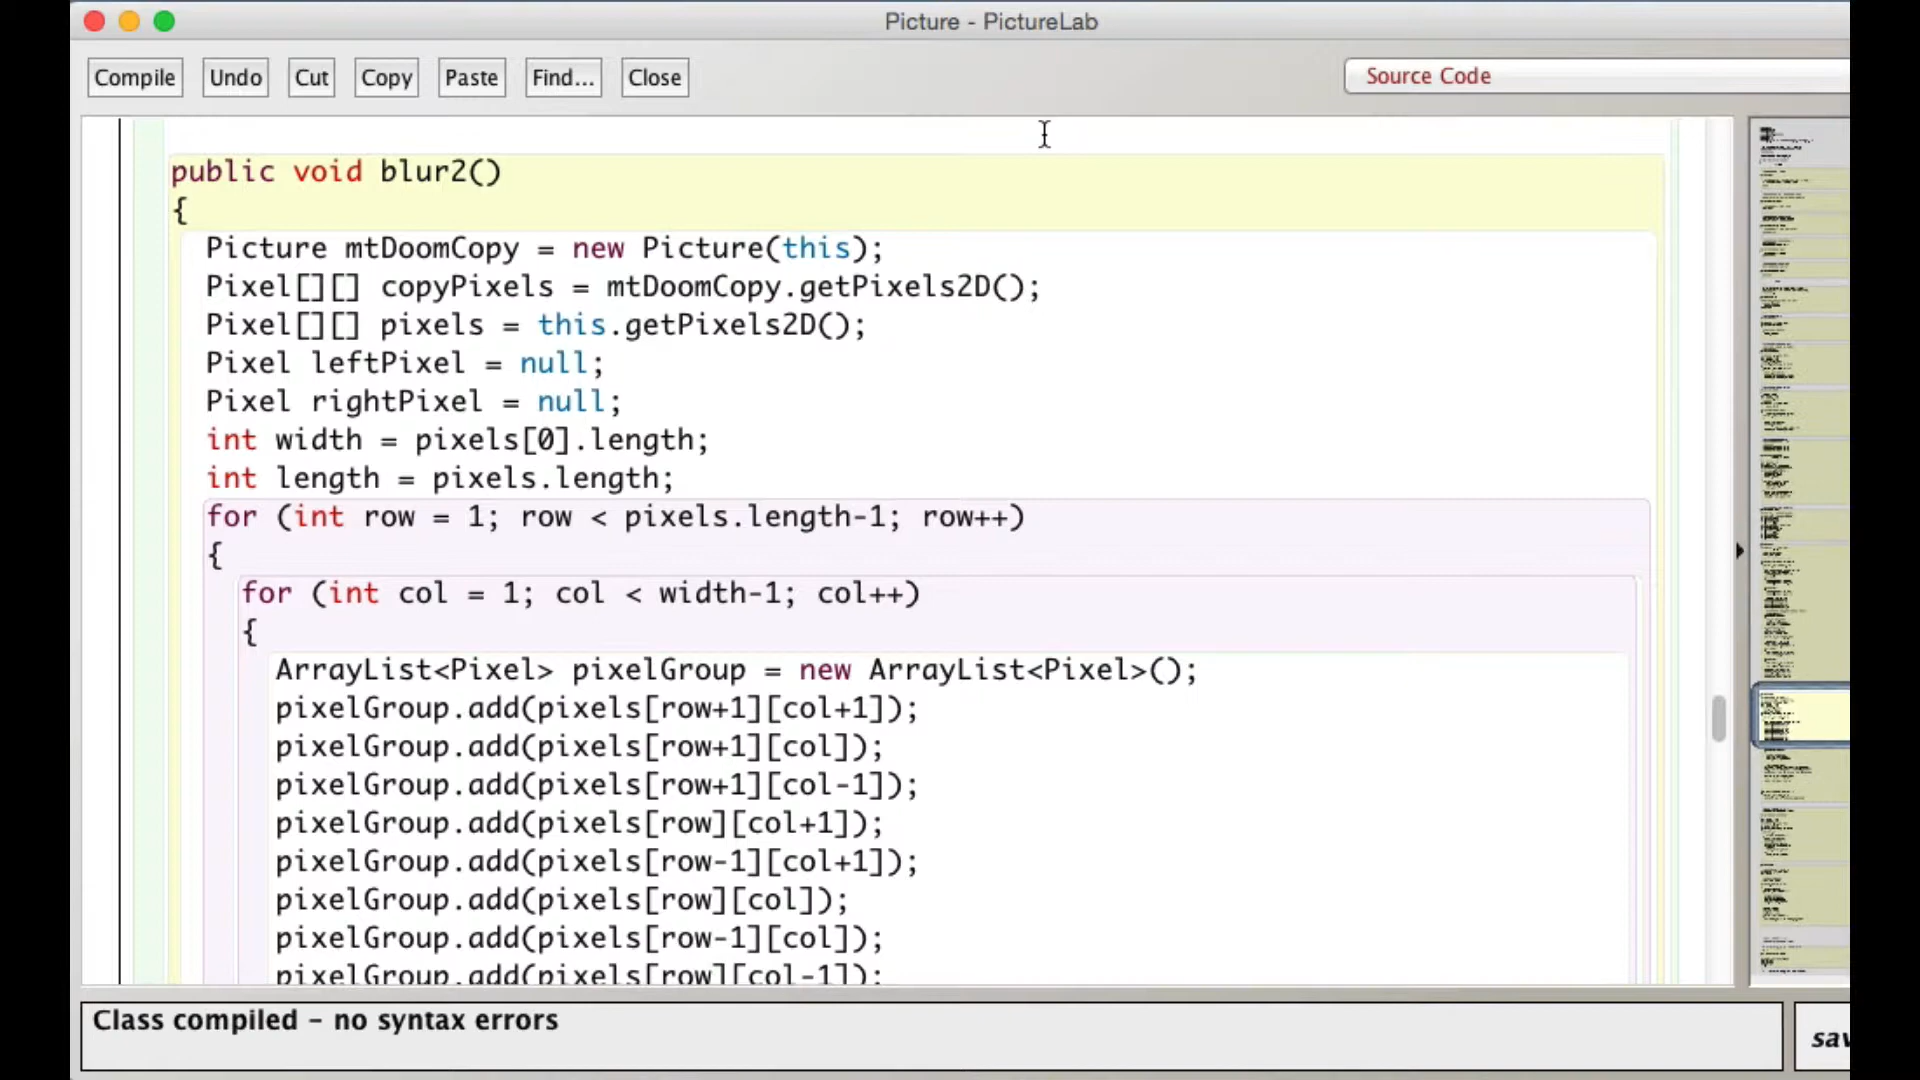 Picture - PictureLab
Compile Undo Cut Copy Paste Find... Close Source Code
public void blur2()
{
Picture mtDoomCopy = new Picture(this);
Pixel[][] copyPixels = mtDoomCopy.getPixels2D();
Pixel[][] pixels = this.getPixels2D();
Pixel leftPixel = null;
Pixel rightPixel = null;
int width = pixels[0].length;
int length = pixels.length;
for (int row = 1; row < pixels.length-1; row++)
{
for (int col = 1; col < width-1; col++)
{
ArrayList<Pixel> pixelGroup = new ArrayList<Pixel>();
pixelGroup.add(pixels[row+1][col+1]);
pixelGroup.add(pixels[row+1][col]);
pixelGroup.add(pixels[row+1][col-1]);
pixelGroup.add(pixels[row][col+1]);
pixelGroup.add(pixels[row-1][col+1]);
pixelGroup.add(pixels[row][col]);
pixelGroup.add(pixels[row-1][col]);
pixelGroup.add(pixels[row][col-1]);
Class compiled - no syntax errors
sav